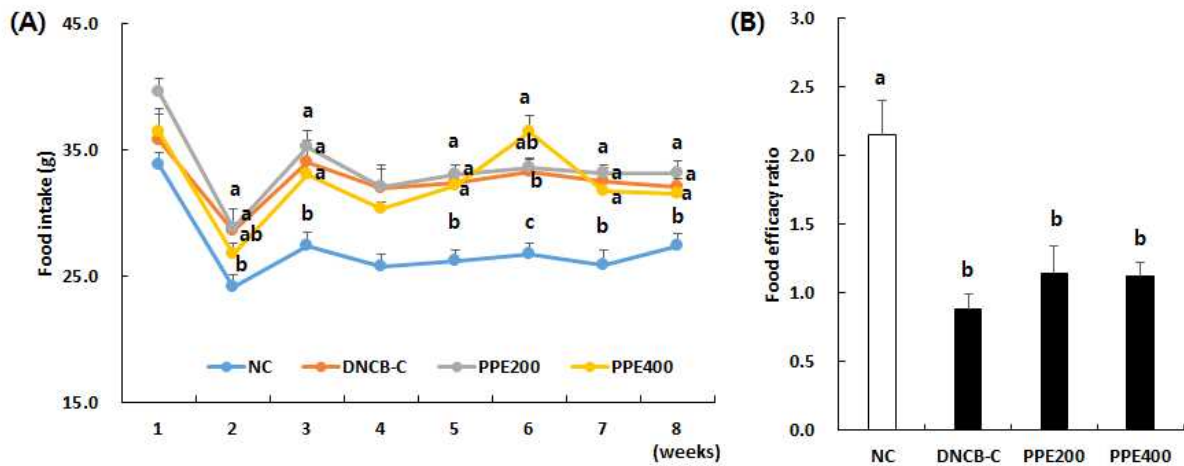 (A)
Food intake (g)
45.0
35.0
25.0
15.0
a
a
ab
b
a
a
a
b
a
a
a
b
a
ab
b
c
a
a
a
b
a
a
a
b
NC DNCB-C PPE200 PPE400
1 2 3 4 5 6 7 8
(weeks)
(B)
Food efficacy ratio
3.0
2.5
2.0
1.5
1.0
0.5
0.0
a
b
b
b
NC DNCB-C PPE200 PPE400